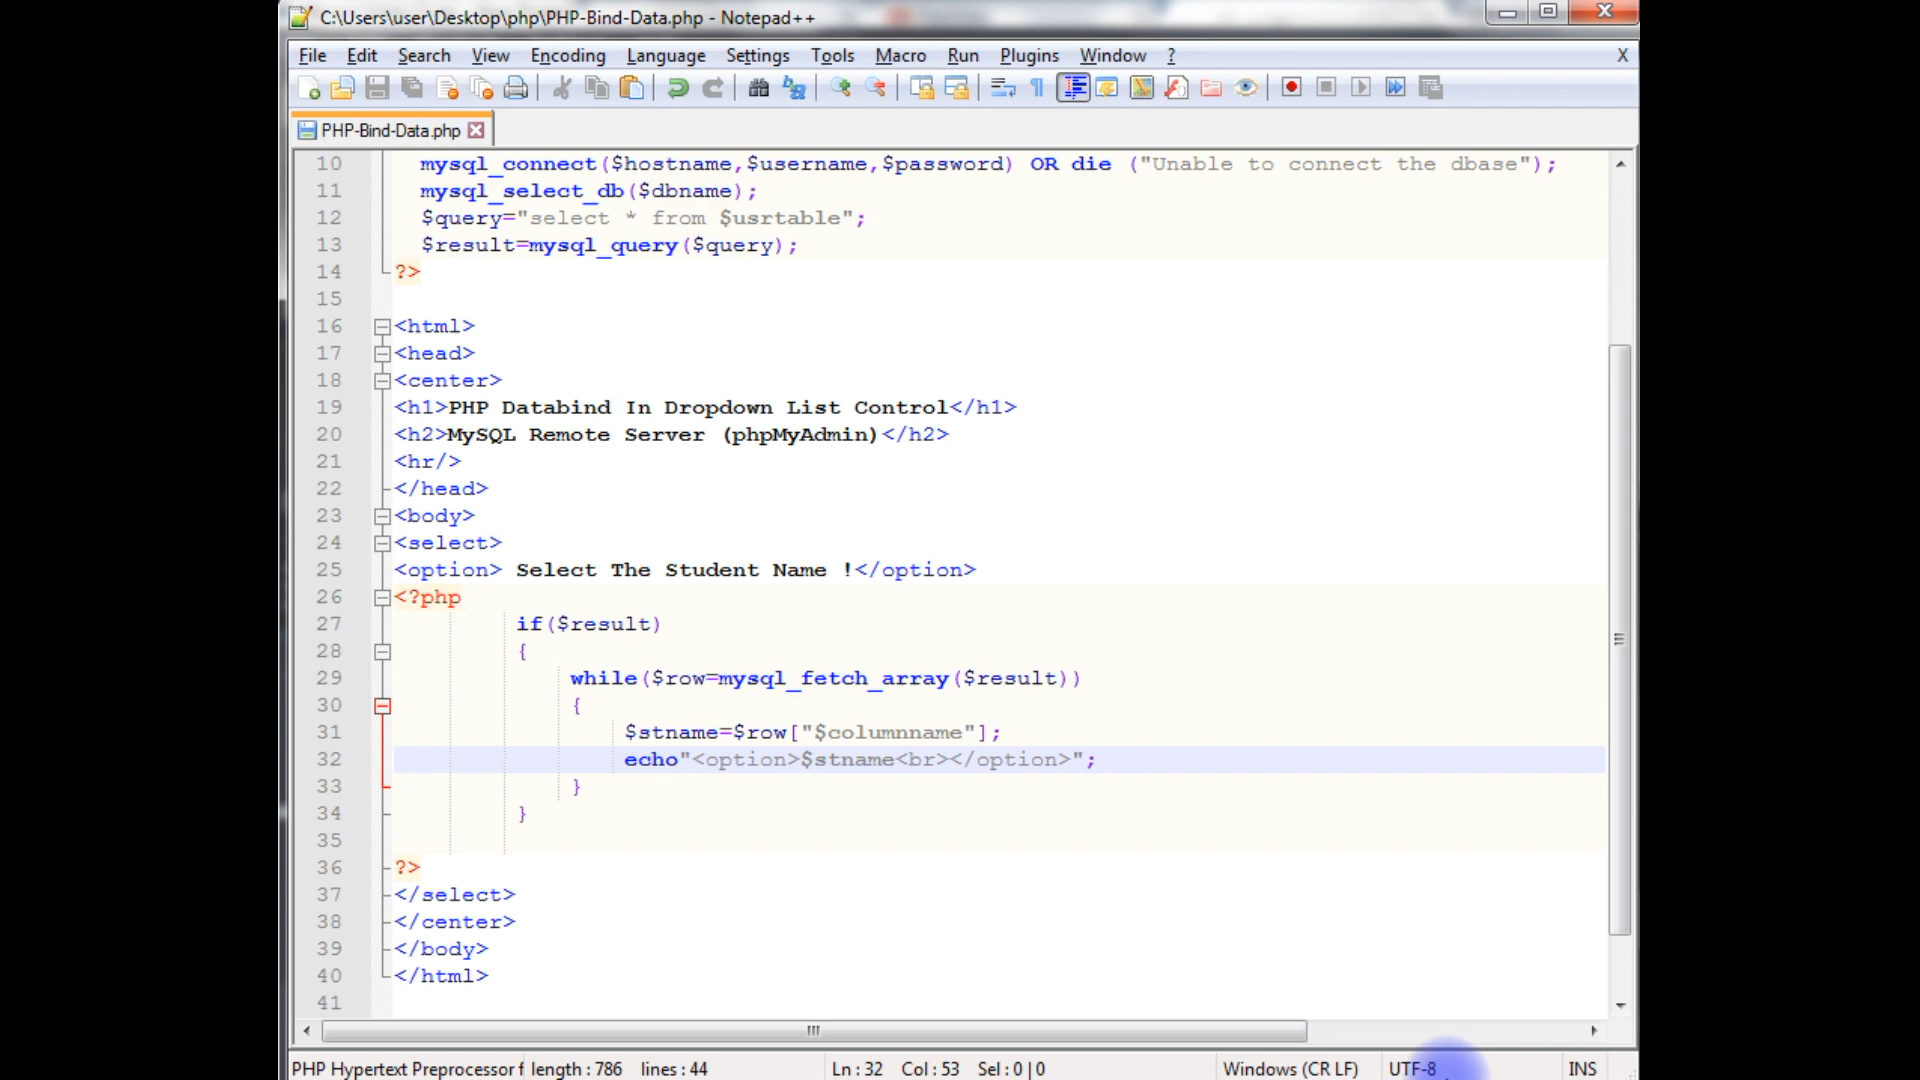 C:\Users\user\Desktop\php\PHP-Bind-Data.php - Notepad++
File Edit Search View Encoding Language Settings Tools Macro Run Plugins Window ? X
PHP-Bind-Data.php
10 mysql_connect($hostname,$username,$password) OR die ("Unable to connect the dbase");
11 mysql_select_db($dbname);
12 $query="select * from $usrtable";
13 $result=mysql_query($query);
14 ?>
15
16 <html>
17 <head>
18 <center>
19 <h1>PHP Databind In Dropdown List Control</h1>
20 <h2>MySQL Remote Server (phpMyAdmin)</h2>
21 <hr/>
22 </head>
23 <body>
24 <select>
25 <option> Select The Student Name !</option>
26 <?php
27 if($result)
28 {
29 while($row=mysql_fetch_array($result))
30 {
31 $stname=$row["$columnname"];
32 echo"<option>$stname<br></option>";
33 }
34 }
35
36 ?>
37 </select>
38 </center>
39 </body>
40 </html>
41
PHP Hypertext Preprocessor f length : 786 lines : 44 Ln : 32 Col : 53 Sel : 0 | 0 Windows (CR LF) UTF-8 INS